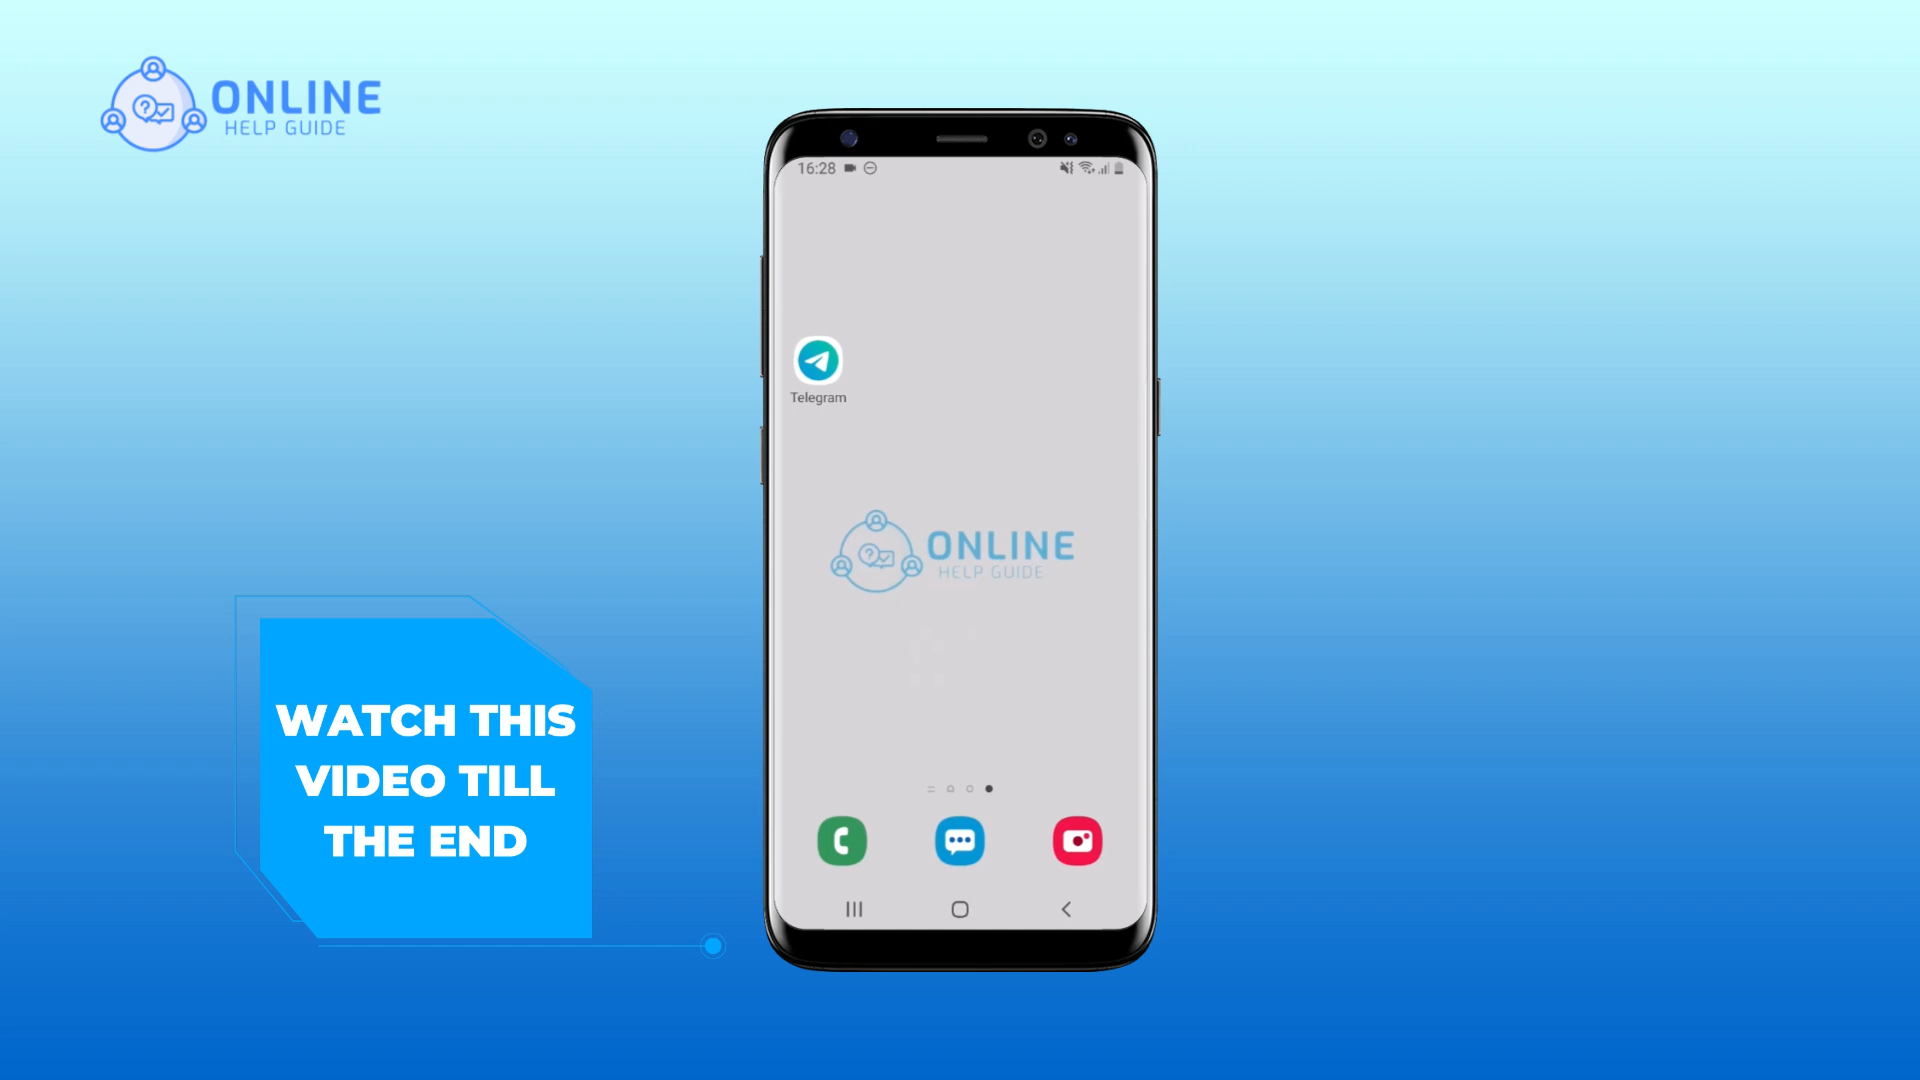 ONLINE
HELP GUIDE
16:28
Telegram
ONLINE
HELP GUIDE
WATCH THIS
VIDEO TILL
THE END